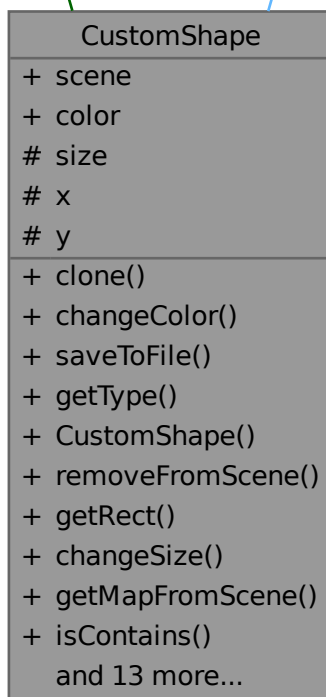 CustomShape
+ scene
+ color
# size
# x
# y
+ clone()
+ changeColor()
+ saveToFile()
+ getType()
+ CustomShape()
+ removeFromScene()
+ getRect()
+ changeSize()
+ getMapFromScene()
+ isContains()
and 13 more...